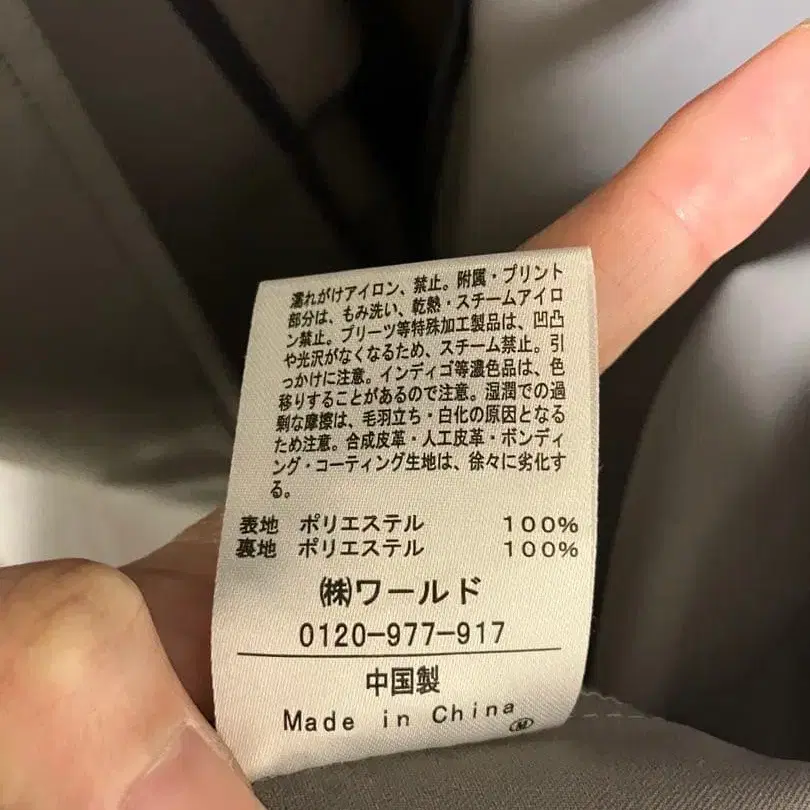 濡れがけアイロン、禁止。附属・プリント
部分は、もみ洗い、乾熱・スチームアイロ
ン禁止。プリーツ等特殊加工製品は、凹凸
や光沢がなくなるため、スチーム禁止。引
っかけに注意。インディゴ等濃色品は、色
移りすることがあるので注意。湿潤での過
剰な摩擦は、毛羽立ち・白化の原因となる
ため注意。合成皮革・人工皮革・ボンディ
ング・コーティング生地は、徐々に劣化す
る。
表地 ポリエステル 100%
裏地 ポリエステル 100%
㈱ワールド
0120-977-917
中国製
Made in China
M